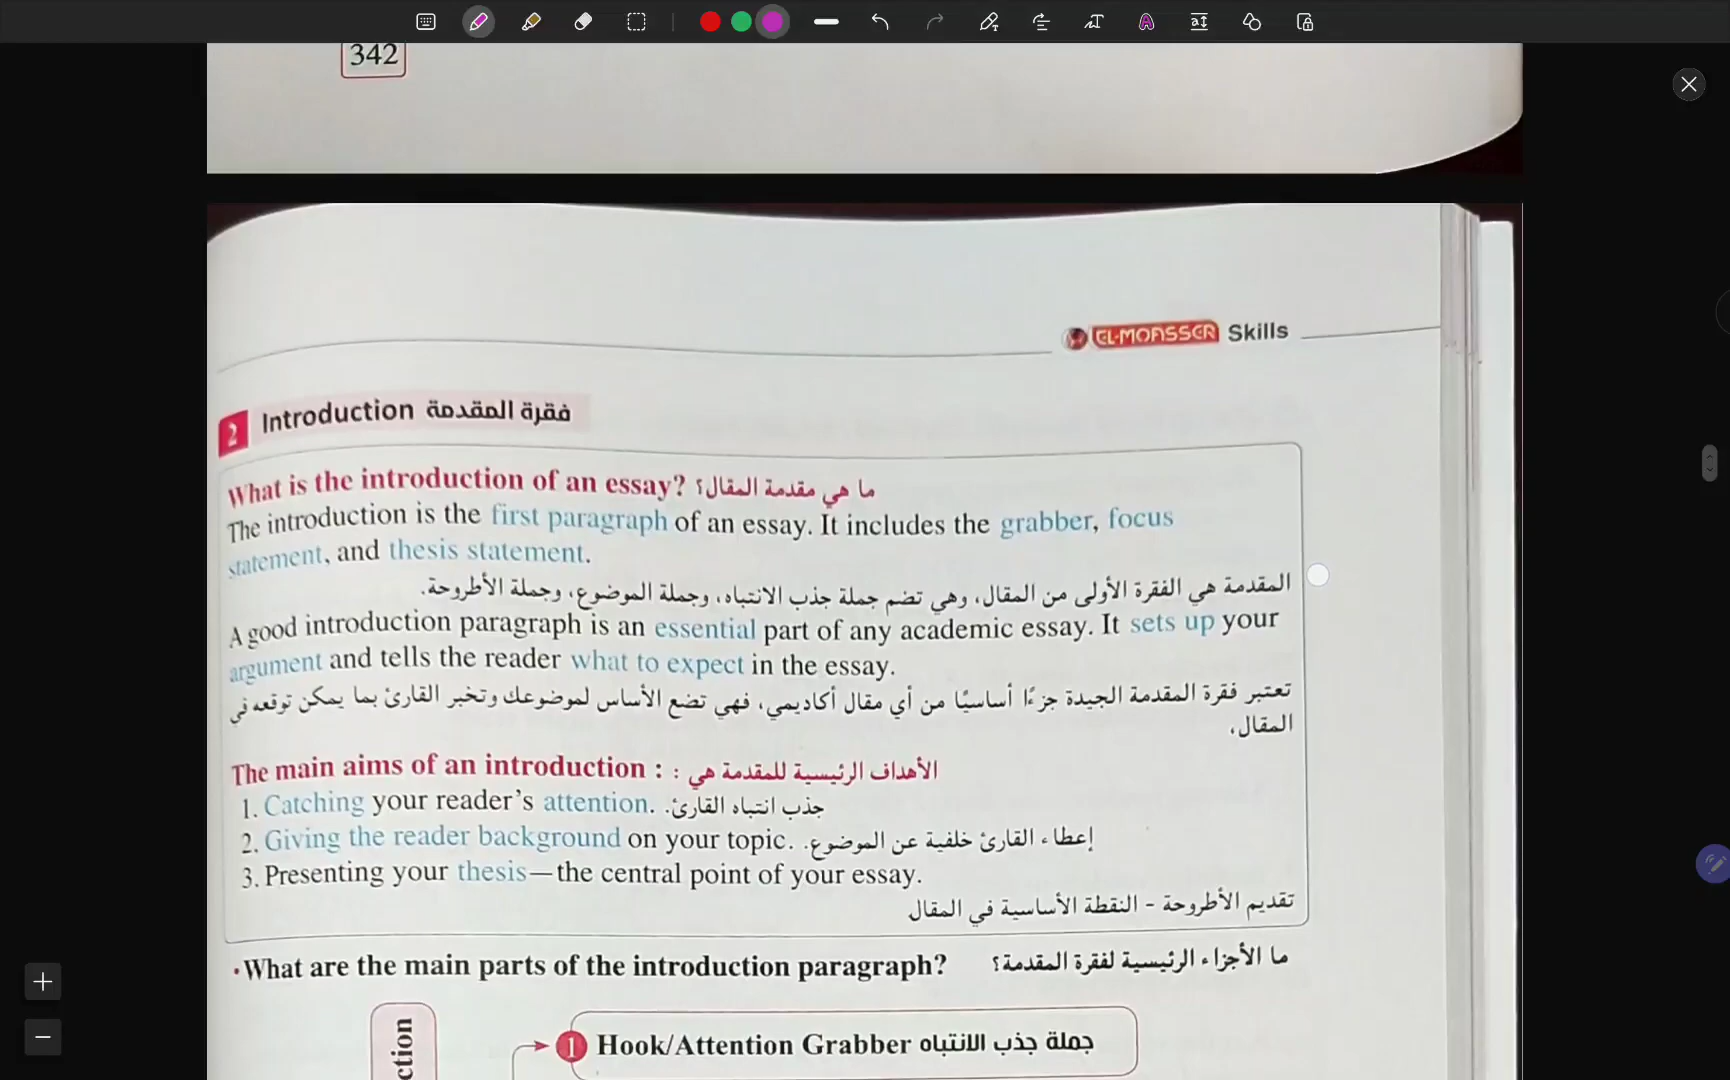 342
EL-MOASSER Skills
2 Introduction فقرة المقدمة
What is the introduction of an essay? ما هي مقدمة المقال؟
The introduction is the first paragraph of an essay. It includes the grabber, focus
statement, and thesis statement.
المقدمة هي الفقرة الأولى من المقال، وهي تضم جملة جذب الانتباه، وجملة الموضوع، وجملة الأطروحة.
A good introduction paragraph is an essential part of any academic essay. It sets up your
argument and tells the reader what to expect in the essay.
تعتبر فقرة المقدمة الجيدة جزءًا أساسيًا من أي مقال أكاديمي، فهي تضع الأساس لموضوعك وتخبر القارئ بما يمكن توقعه في
المقال.
The main aims of an introduction : الأهداف الرئيسية للمقدمة هي :
1. Catching your reader's attention. جذب انتباه القارئ.
2. Giving the reader background on your topic. إعطاء القارئ خلفية عن الموضوع.
3. Presenting your thesis—the central point of your essay.
تقديم الأطروحة - النقطة الأساسية في المقال
•What are the main parts of the introduction paragraph? ما الأجزاء الرئيسية لفقرة المقدمة؟
ction
1 Hook/Attention Grabber جملة جذب الانتباه